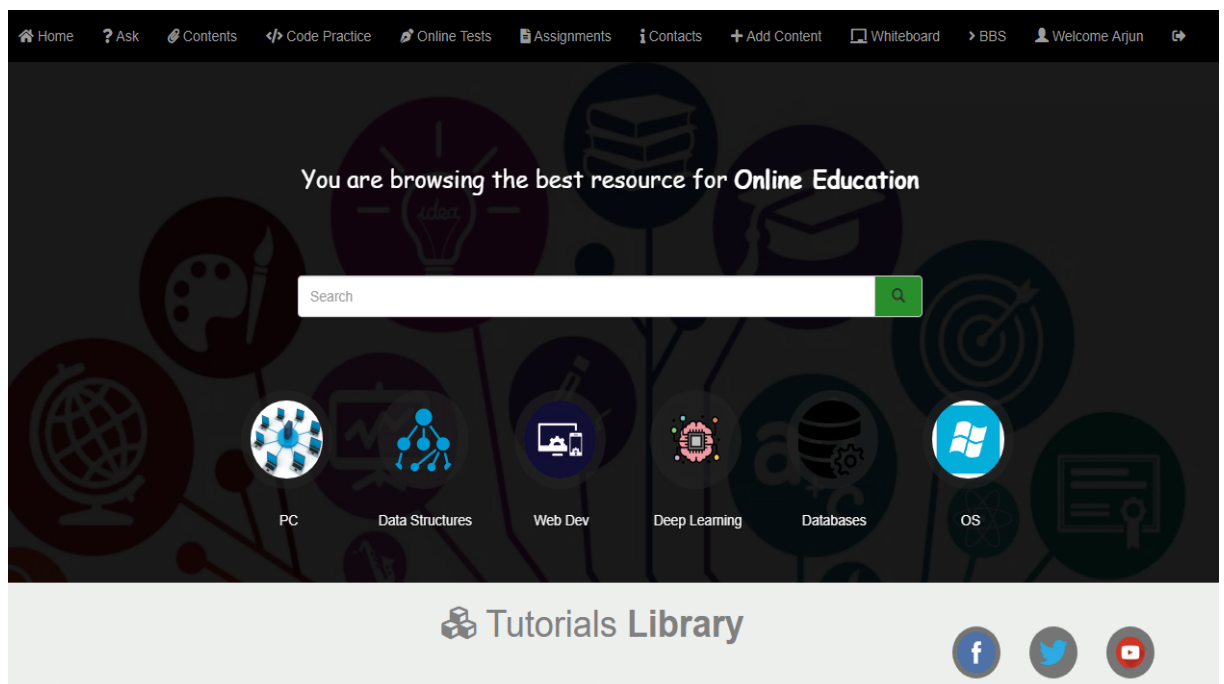 Home ? Ask Contents </> Code Practice Online Tests Assignments Contacts + Add Content Whiteboard > BBS Welcome Arjun
idea
You are browsing the best resource for Online Education
Search
PC Data Structures Web Dev Deep Learning Databases OS
Tutorials Library